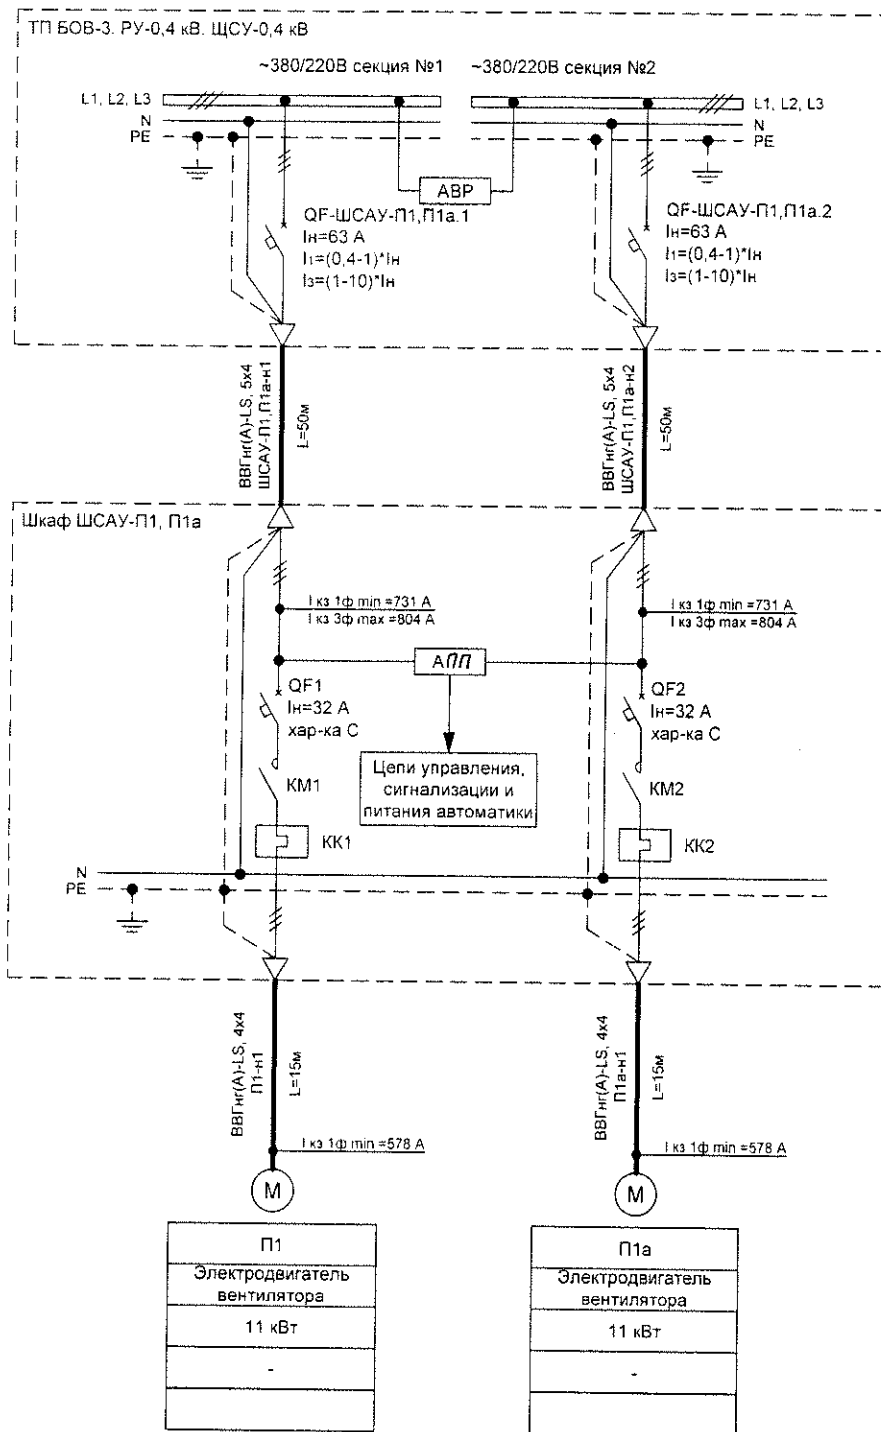 ТП БОВ-3. РУ-0,4 кВ. ЩСУ-0,4 кВ
~380/220В секция №1
~380/220В секция №2
L1, L2, L3
L1, L2, L3
N
N
PE
PE
АВР
QF-ШСАУ-П1,П1а.1
Iн=63 А
I1=(0,4-1)*Iн
I3=(1-10)*Iн
QF-ШСАУ-П1,П1а.2
Iн=63 А
I1=(0,4-1)*Iн
I3=(1-10)*Iн
ВВГнг(А)-LS, 5x4
ШСАУ-П1,П1а-н1
L=50м
ВВГнг(А)-LS, 5x4
ШСАУ-П1,П1а-н2
L=50м
Шкаф ШСАУ-П1, П1а
I кз 1ф min =731 А
I кз 3ф max =804 А
I кз 1ф min =731 А
I кз 3ф max =804 А
АПП
QF1
Iн=32 А
хар-ка С
QF2
Iн=32 А
хар-ка С
Цепи управления,
сигнализации и
питания автоматики
КМ1
КМ2
КК1
КК2
N
PE
ВВГнг(А)-LS, 4x4
П1-н1
L=15м
ВВГнг(А)-LS, 4x4
П1а-н1
L=15м
I кз 1ф min =578 А
I кз 1ф min =578 А
М
М
П1
Электродвигатель
вентилятора
11 кВт
-
П1а
Электродвигатель
вентилятора
11 кВт
-